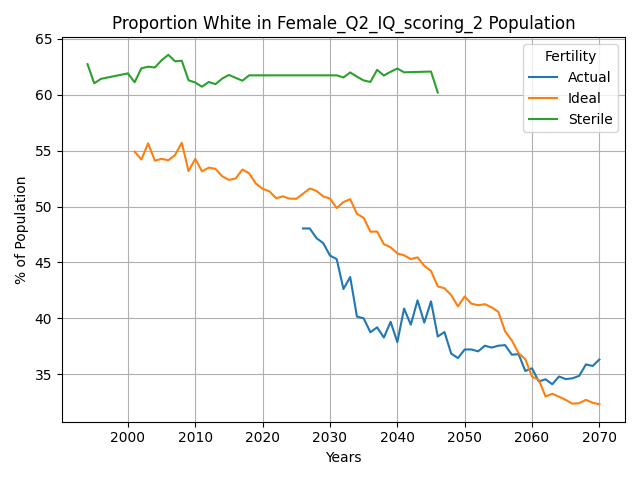 Proportion White in Female_Q2_IQ_scoring_2 Population
65
60
55
50
45
40
35
% of Population
Fertility
Actual
Ideal
Sterile
2000 2010 2020 2030 2040 2050 2060 2070
Years